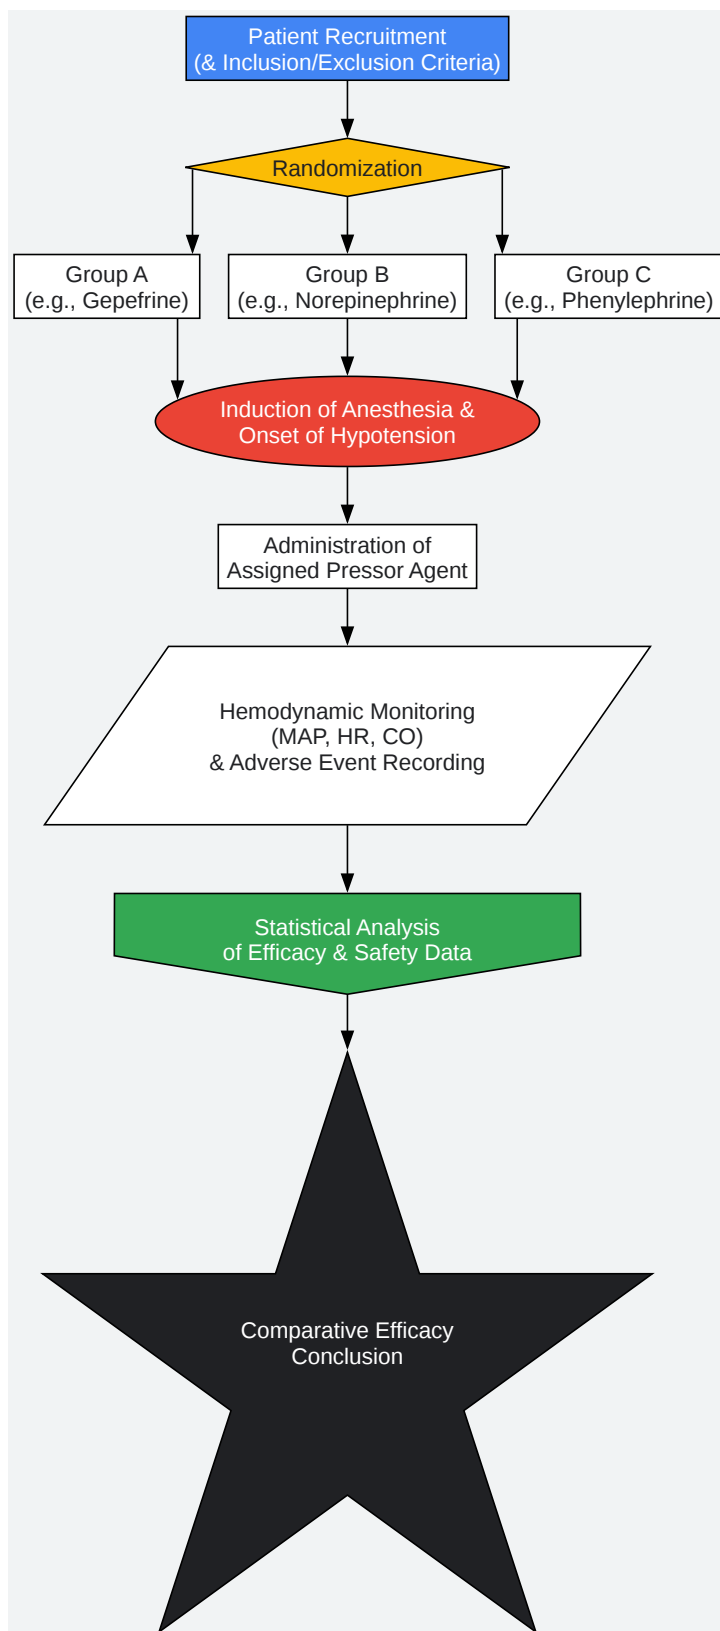 Patient Recruitment
(& Inclusion/Exclusion Criteria)
Randomization
Group A
(e.g., Gepefrine)
Group B
(e.g., Norepinephrine)
Group C
(e.g., Phenylephrine)
Induction of Anesthesia &
Onset of Hypotension
Administration of
Assigned Pressor Agent
Hemodynamic Monitoring
(MAP, HR, CO)
& Adverse Event Recording
Statistical Analysis
of Efficacy & Safety Data
Comparative Efficacy
Conclusion